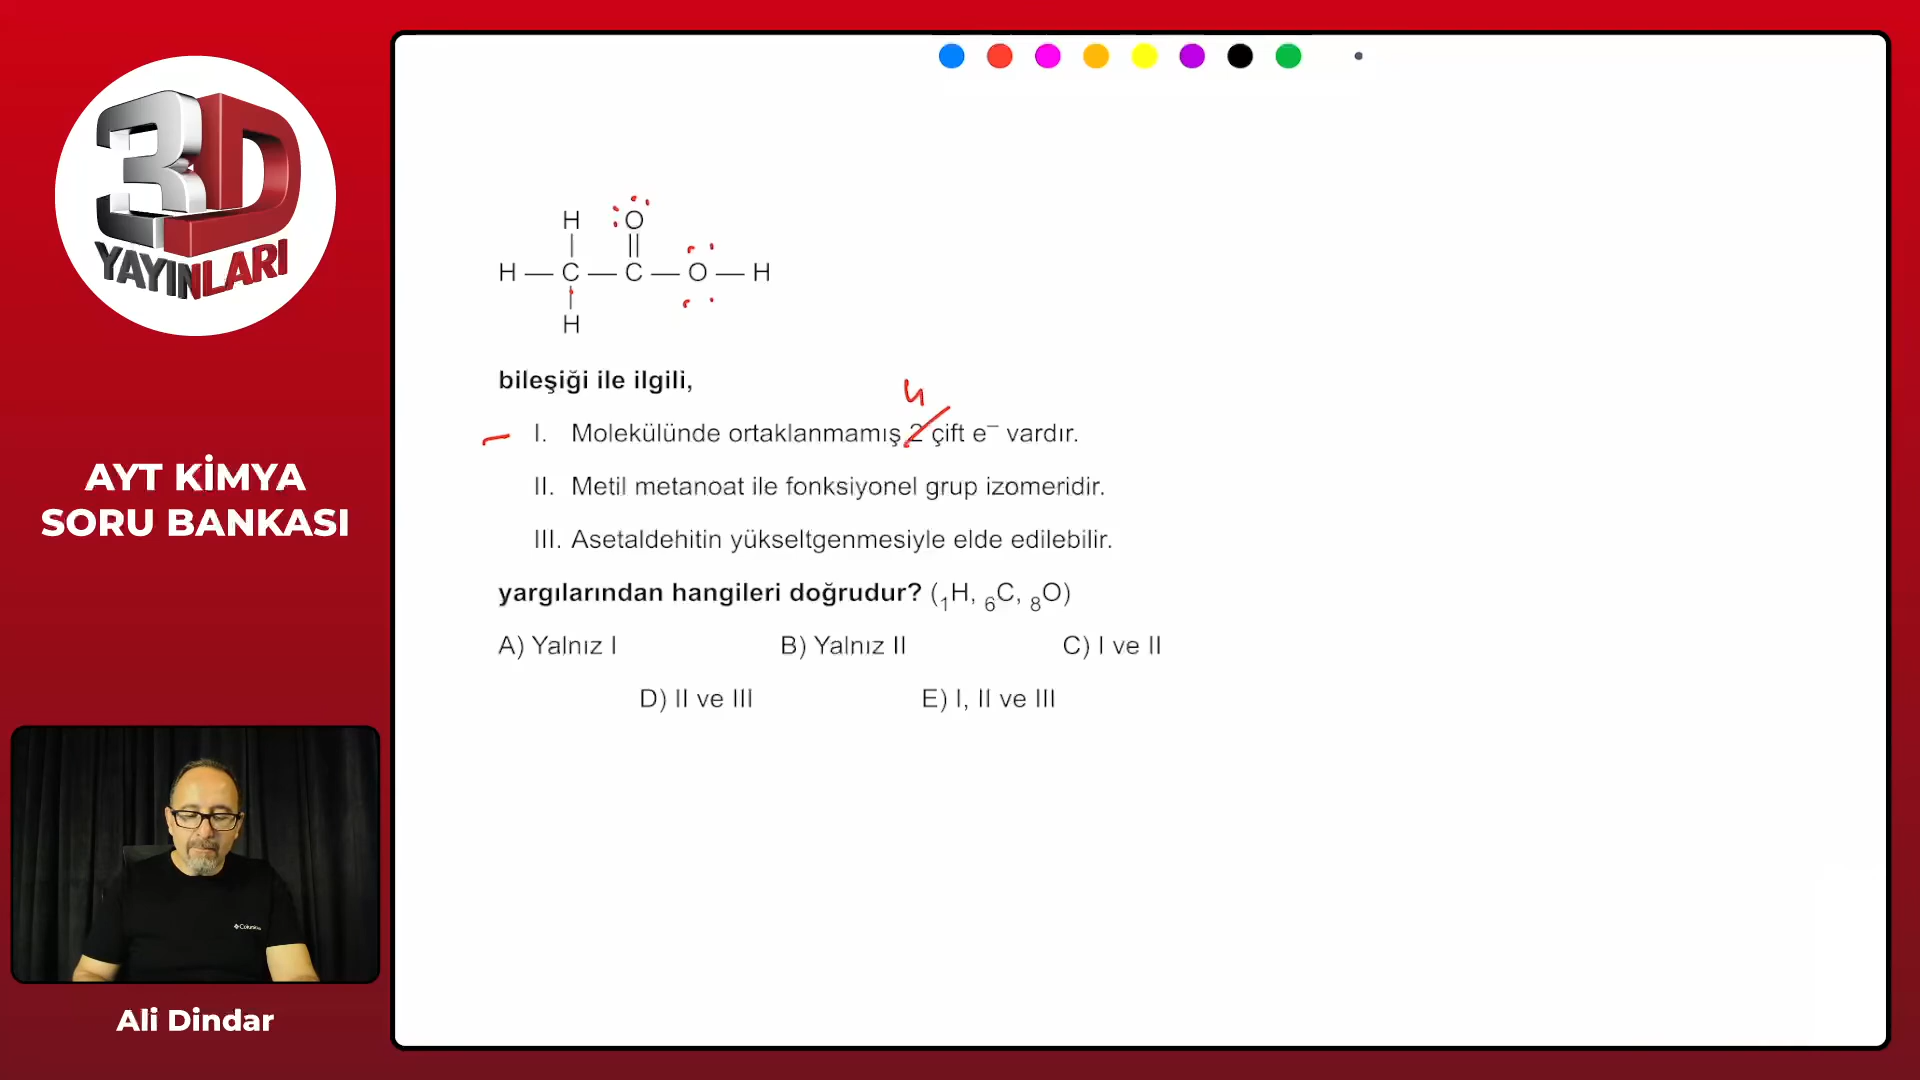 3D
YAYINLARI
AYT KİMYA
SORU BANKASI
Columbia
Ali Dindar
H O
H — C — C — O — H
H
bileşiği ile ilgili,
4
I. Molekülünde ortaklanmamış 2 çift e⁻ vardır.
II. Metil metanoat ile fonksiyonel grup izomeridir.
III. Asetaldehitin yükseltgenmesiyle elde edilebilir.
yargılarından hangileri doğrudur? (₁H, ₆C, ₈O)
A) Yalnız I B) Yalnız II C) I ve II
D) II ve III E) I, II ve III